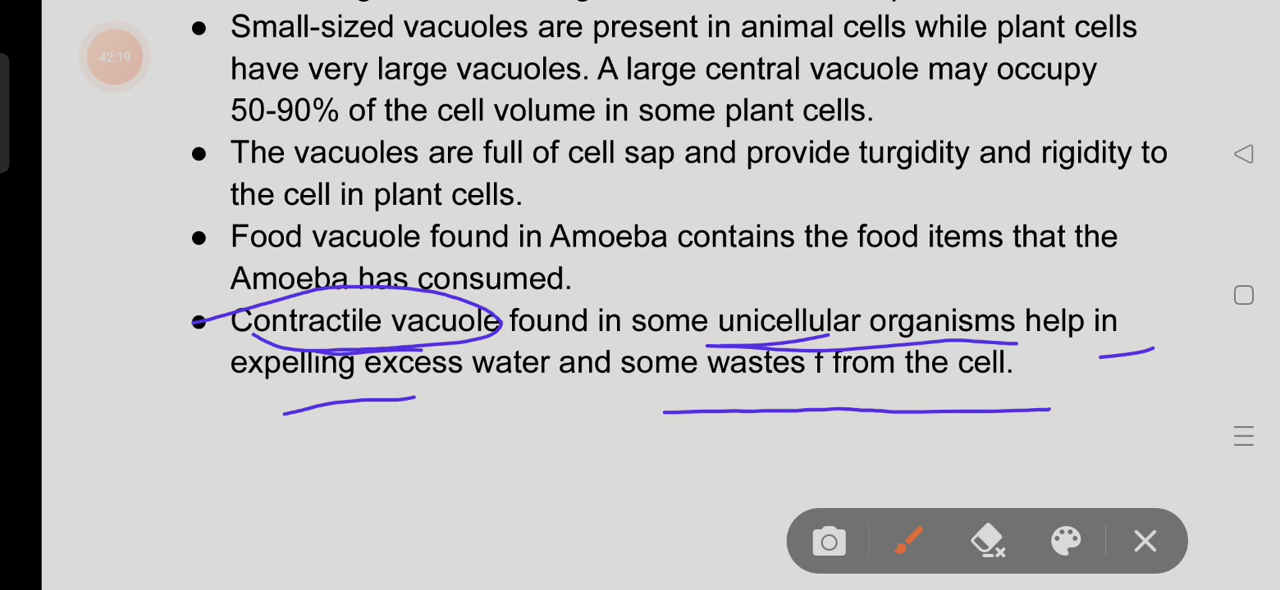 42:19
● Small-sized vacuoles are present in animal cells while plant cells
have very large vacuoles. A large central vacuole may occupy
50-90% of the cell volume in some plant cells.
● The vacuoles are full of cell sap and provide turgidity and rigidity to
the cell in plant cells.
● Food vacuole found in Amoeba contains the food items that the
Amoeba has consumed.
● Contractile vacuole found in some unicellular organisms help in
expelling excess water and some wastes f from the cell.